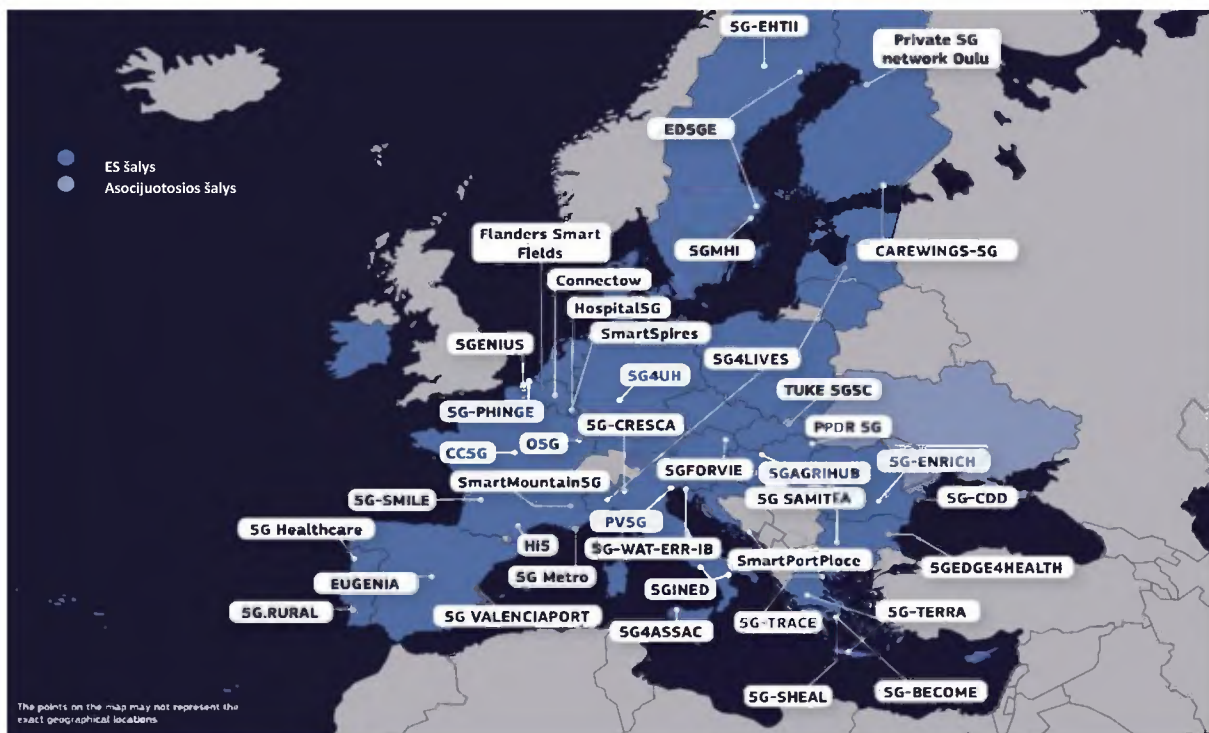 5G-EHTII
Private 5G
network Oulu
ED5GE
ES šalys
Asocijuotosios šalys
Flanders Smart
Fields
5GMHI
CAREWINGS-5G
Connectow
Hospital5G
SmartSpires
5GENIUS
5G4LIVES
5G4UH
TUKE 5G5C
5G-PHINGE
5G-CRESCA
PPDR 5G
O5G
CC5G
5GFORVIE
5GAGRIHUB
5G-ENRICH
SmartMountain5G
5G-SMILE
5G SAMITFA
5G-CDD
PV5G
5G Healthcare
Hi5
5G-WAT-ERR-IB
SmartPortPloce
5GEDGE4HEALTH
5G Metro
EUGENIA
5GINED
5G.RURAL
5G VALENCIAPORT
5G-TERRA
5G4ASSAC
5G-TRACE
5G-SHEAL
5G-BECOME
The points on the map may not represent the
exact geographical locations